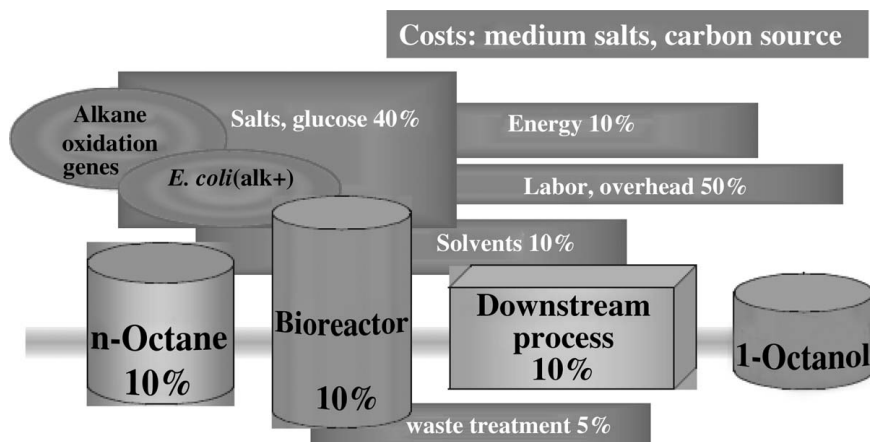 Costs: medium salts, carbon source
Alkane
oxidation
genes
Salts, glucose 40%
Energy 10%
E. coli(alk+)
Labor, overhead 50%
Solvents 10%
n-Octane
10%
Bioreactor
10%
Downstream
process
10%
1-Octanol
waste treatment 5%